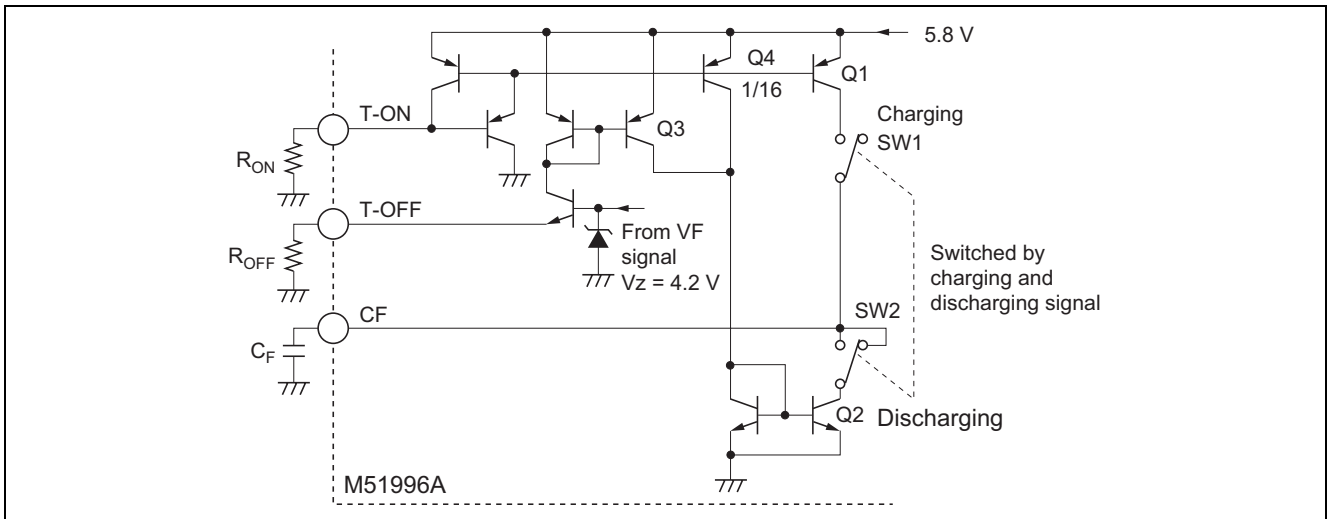 5.8 V
Q4
1/16
Q1
T-ON
Q3
Charging
SW1
RON
T-OFF
From VF
signal
Vz = 4.2 V
ROFF
Switched by
charging and
discharging signal
CF
SW2
CF
Q2
Discharging
M51996A